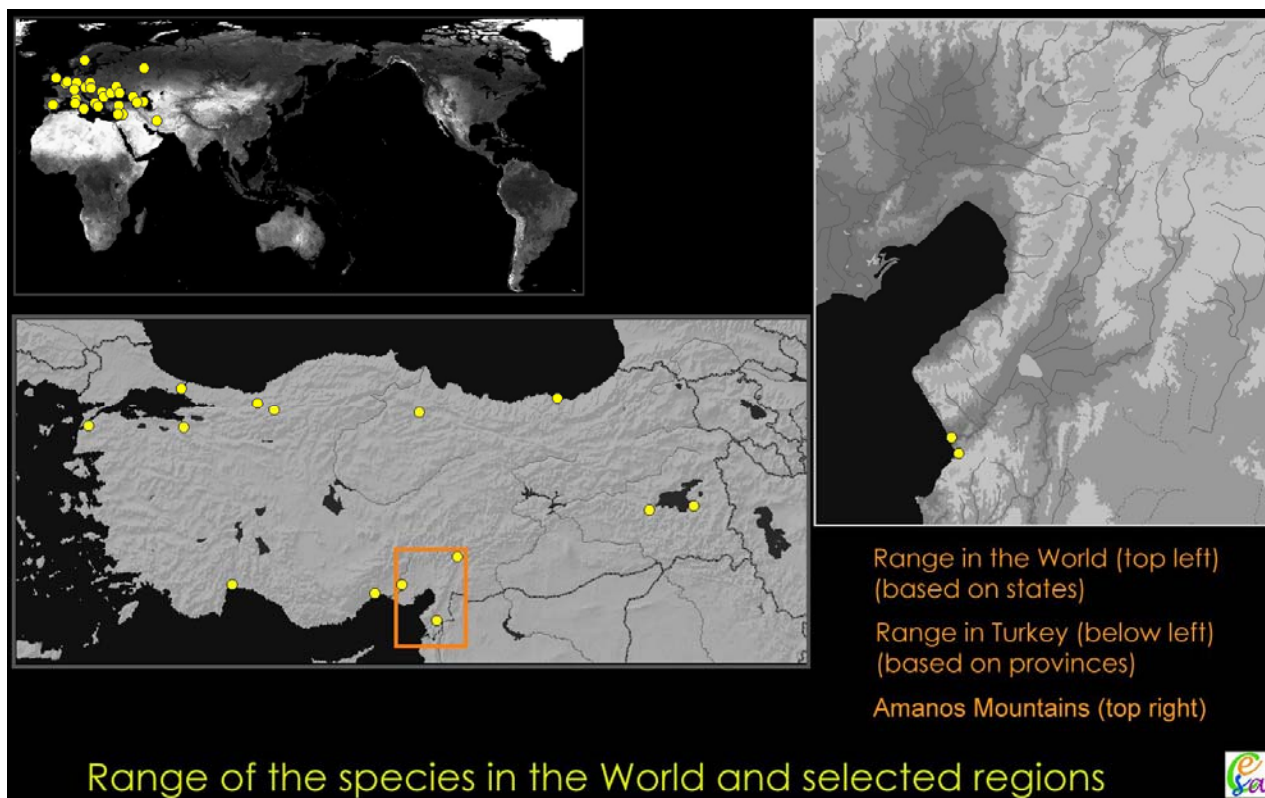 Range in the World (top left)
(based on states)
Range in Turkey (below left)
(based on provinces)
Amanos Mountains (top right)
Range of the species in the World and selected regions